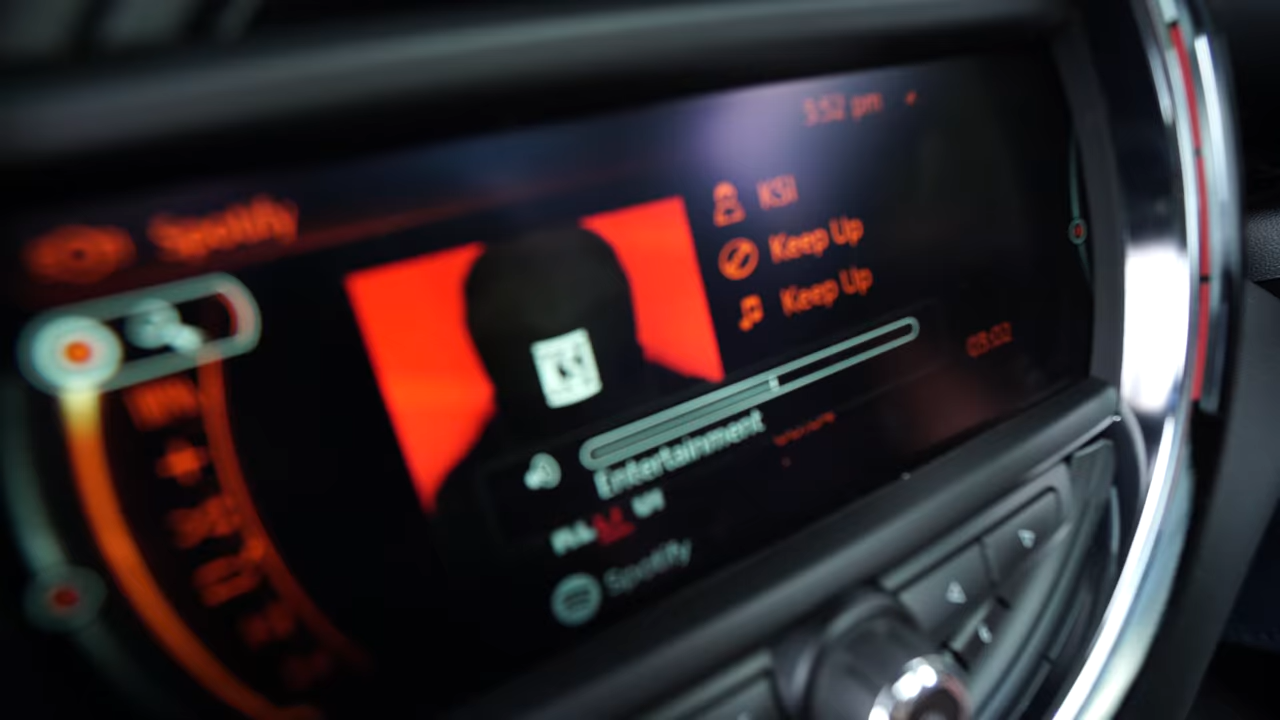 5:52 pm
Spotify
KSI
Keep Up
Keep Up
03:02
Entertainment
Spotify